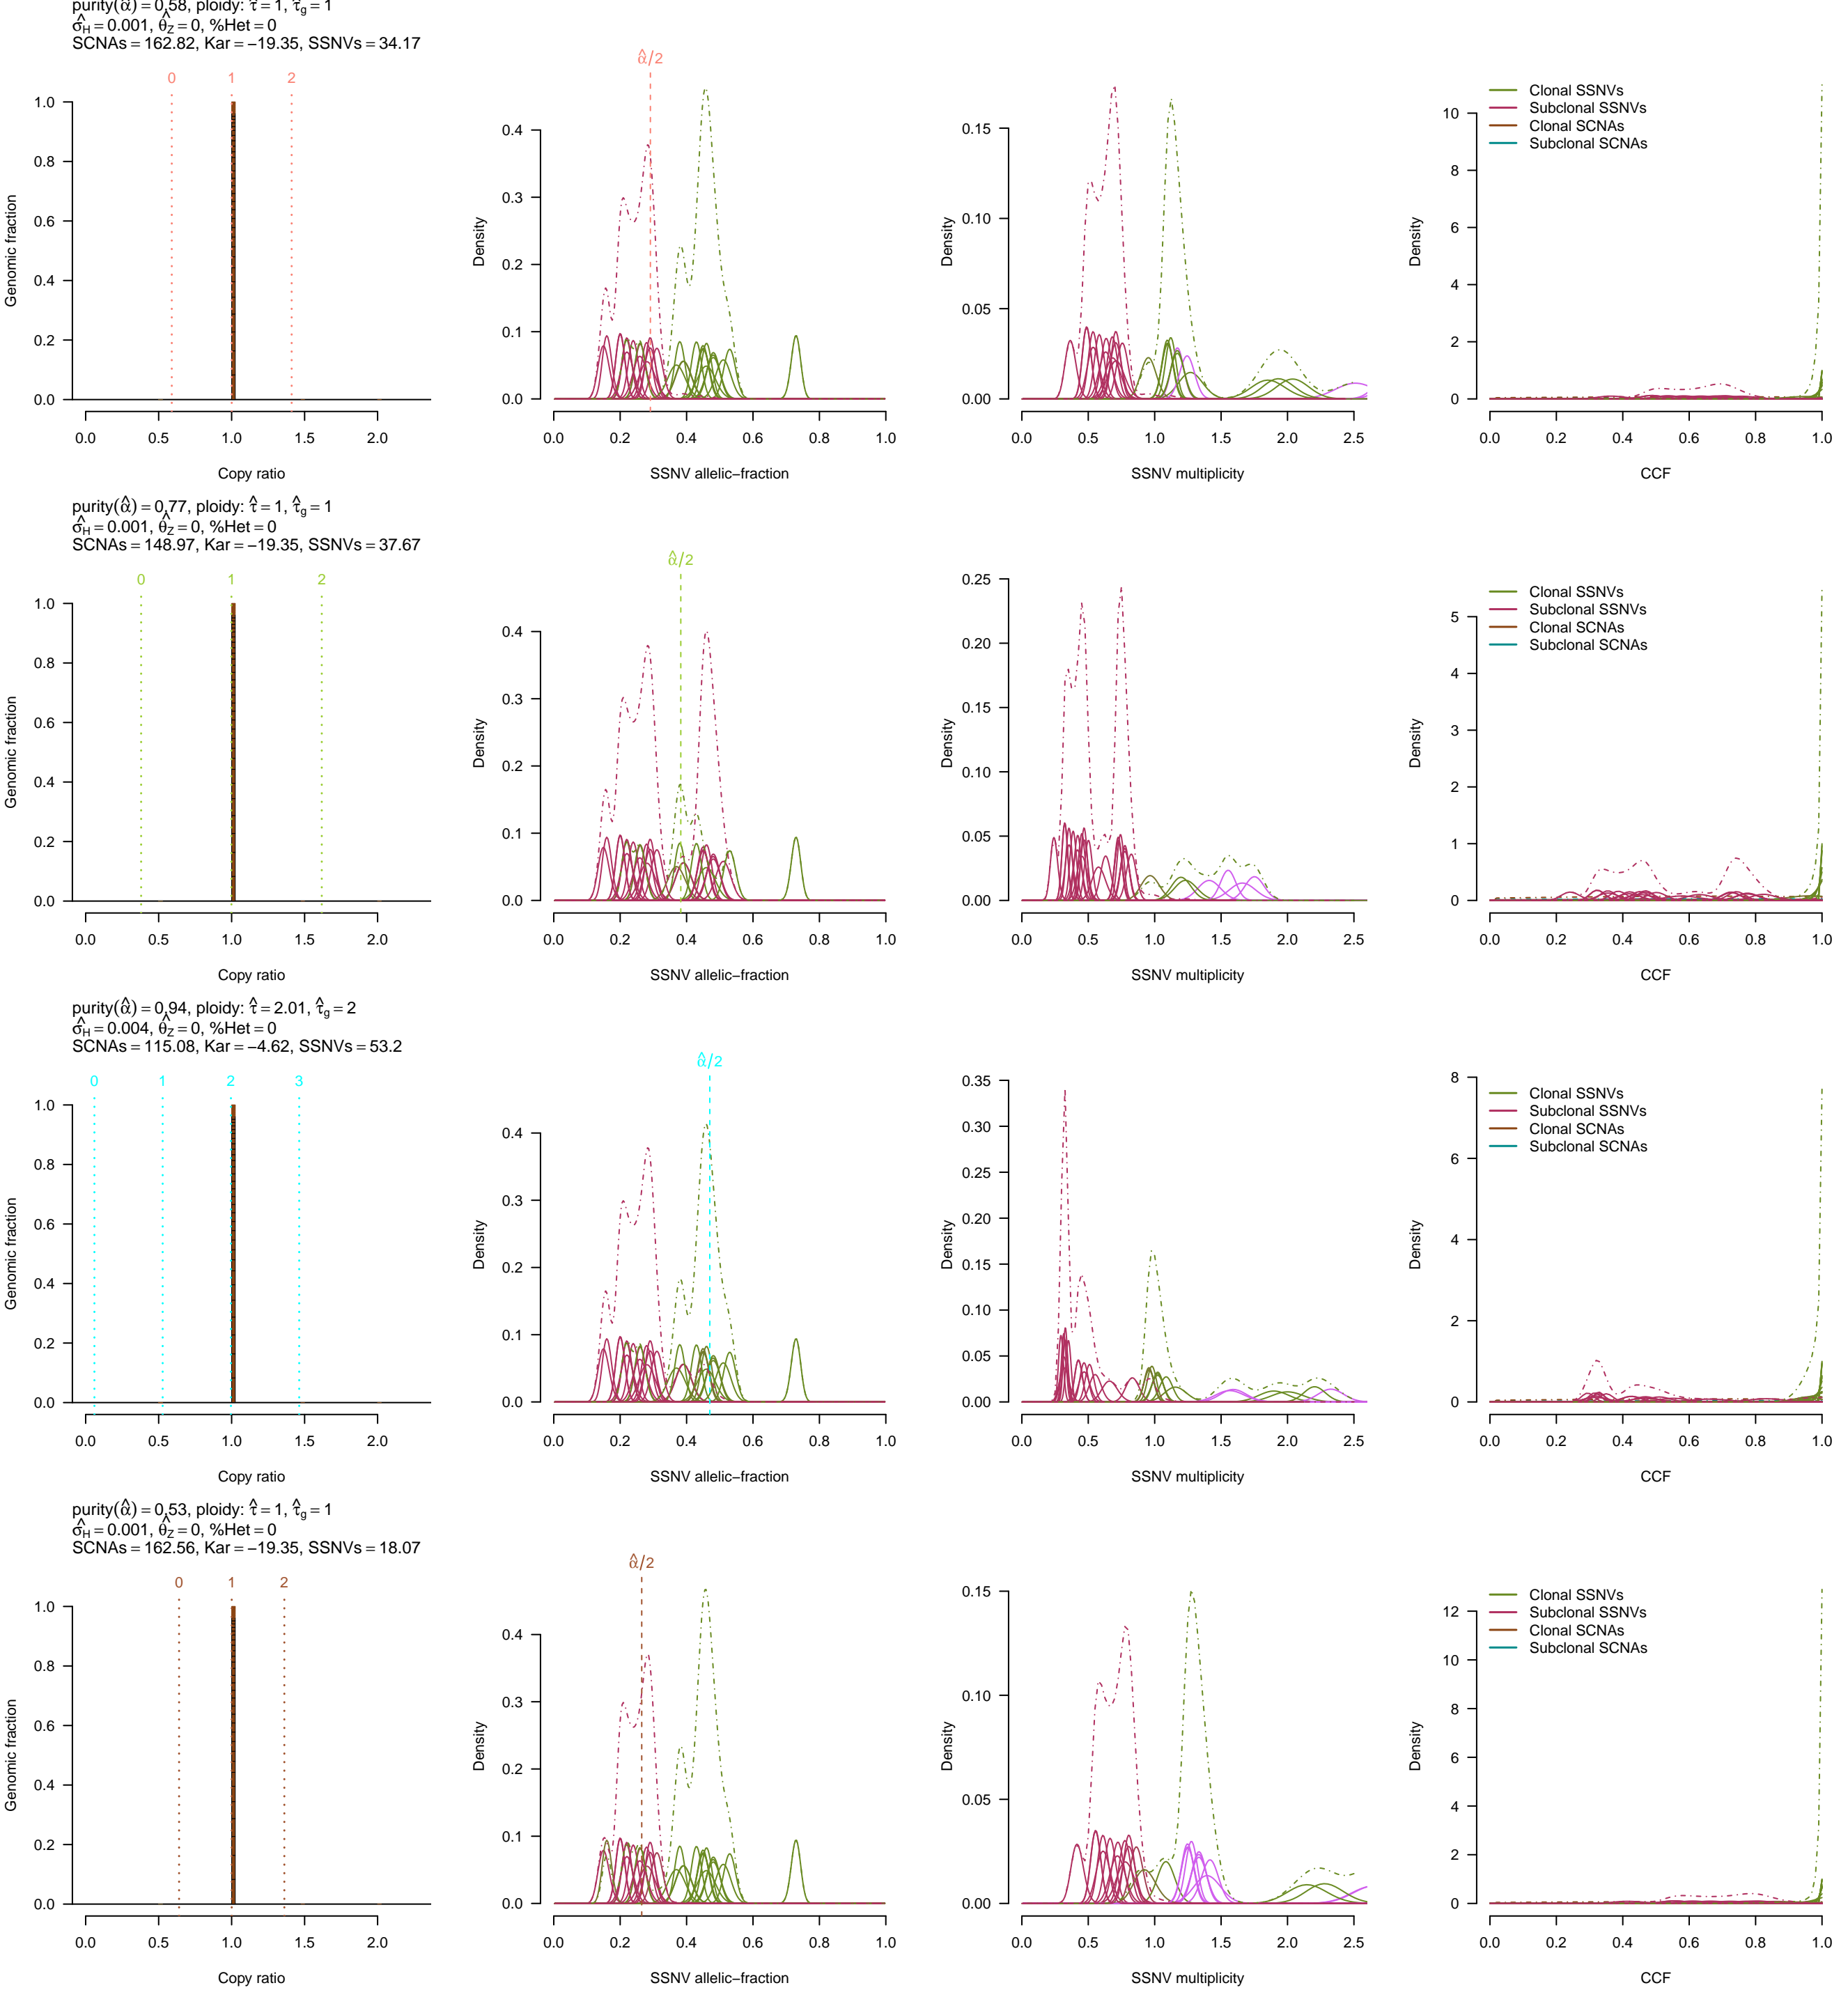 purity(α̂) = 0.58, ploidy: τ̂ = 1, τ̂g = 1
σ̂H = 0.001, θ̂Z = 0, %Het = 0
SCNAs = 162.82, Kar = −19.35, SSNVs = 34.17
0 1 2
Genomic fraction
1.0
0.8
0.6
0.4
0.2
0.0
0.0 0.5 1.0 1.5 2.0
Copy ratio
α̂/2
Density
0.4
0.3
0.2
0.1
0.0
0.0 0.2 0.4 0.6 0.8 1.0
SSNV allelic−fraction
Density
0.15
0.10
0.05
0.00
0.0 0.5 1.0 1.5 2.0 2.5
SSNV multiplicity
Density
10
8
6
4
2
0
Clonal SSNVs
Subclonal SSNVs
Clonal SCNAs
Subclonal SCNAs
0.0 0.2 0.4 0.6 0.8 1.0
CCF
purity(α̂) = 0.77, ploidy: τ̂ = 1, τ̂g = 1
σ̂H = 0.001, θ̂Z = 0, %Het = 0
SCNAs = 148.97, Kar = −19.35, SSNVs = 37.67
0 1 2
Genomic fraction
1.0
0.8
0.6
0.4
0.2
0.0
0.0 0.5 1.0 1.5 2.0
Copy ratio
α̂/2
Density
0.4
0.3
0.2
0.1
0.0
0.0 0.2 0.4 0.6 0.8 1.0
SSNV allelic−fraction
Density
0.25
0.20
0.15
0.10
0.05
0.00
0.0 0.5 1.0 1.5 2.0 2.5
SSNV multiplicity
Density
5
4
3
2
1
0
Clonal SSNVs
Subclonal SSNVs
Clonal SCNAs
Subclonal SCNAs
0.0 0.2 0.4 0.6 0.8 1.0
CCF
purity(α̂) = 0.94, ploidy: τ̂ = 2.01, τ̂g = 2
σ̂H = 0.004, θ̂Z = 0, %Het = 0
SCNAs = 115.08, Kar = −4.62, SSNVs = 53.2
0 1 2 3
Genomic fraction
1.0
0.8
0.6
0.4
0.2
0.0
0.0 0.5 1.0 1.5 2.0
Copy ratio
α̂/2
Density
0.4
0.3
0.2
0.1
0.0
0.0 0.2 0.4 0.6 0.8 1.0
SSNV allelic−fraction
Density
0.35
0.30
0.25
0.20
0.15
0.10
0.05
0.00
0.0 0.5 1.0 1.5 2.0 2.5
SSNV multiplicity
Density
8
6
4
2
0
Clonal SSNVs
Subclonal SSNVs
Clonal SCNAs
Subclonal SCNAs
0.0 0.2 0.4 0.6 0.8 1.0
CCF
purity(α̂) = 0.53, ploidy: τ̂ = 1, τ̂g = 1
σ̂H = 0.001, θ̂Z = 0, %Het = 0
SCNAs = 162.56, Kar = −19.35, SSNVs = 18.07
0 1 2
Genomic fraction
1.0
0.8
0.6
0.4
0.2
0.0
0.0 0.5 1.0 1.5 2.0
Copy ratio
α̂/2
Density
0.4
0.3
0.2
0.1
0.0
0.0 0.2 0.4 0.6 0.8 1.0
SSNV allelic−fraction
Density
0.15
0.10
0.05
0.00
0.0 0.5 1.0 1.5 2.0 2.5
SSNV multiplicity
Density
12
10
8
6
4
2
0
Clonal SSNVs
Subclonal SSNVs
Clonal SCNAs
Subclonal SCNAs
0.0 0.2 0.4 0.6 0.8 1.0
CCF